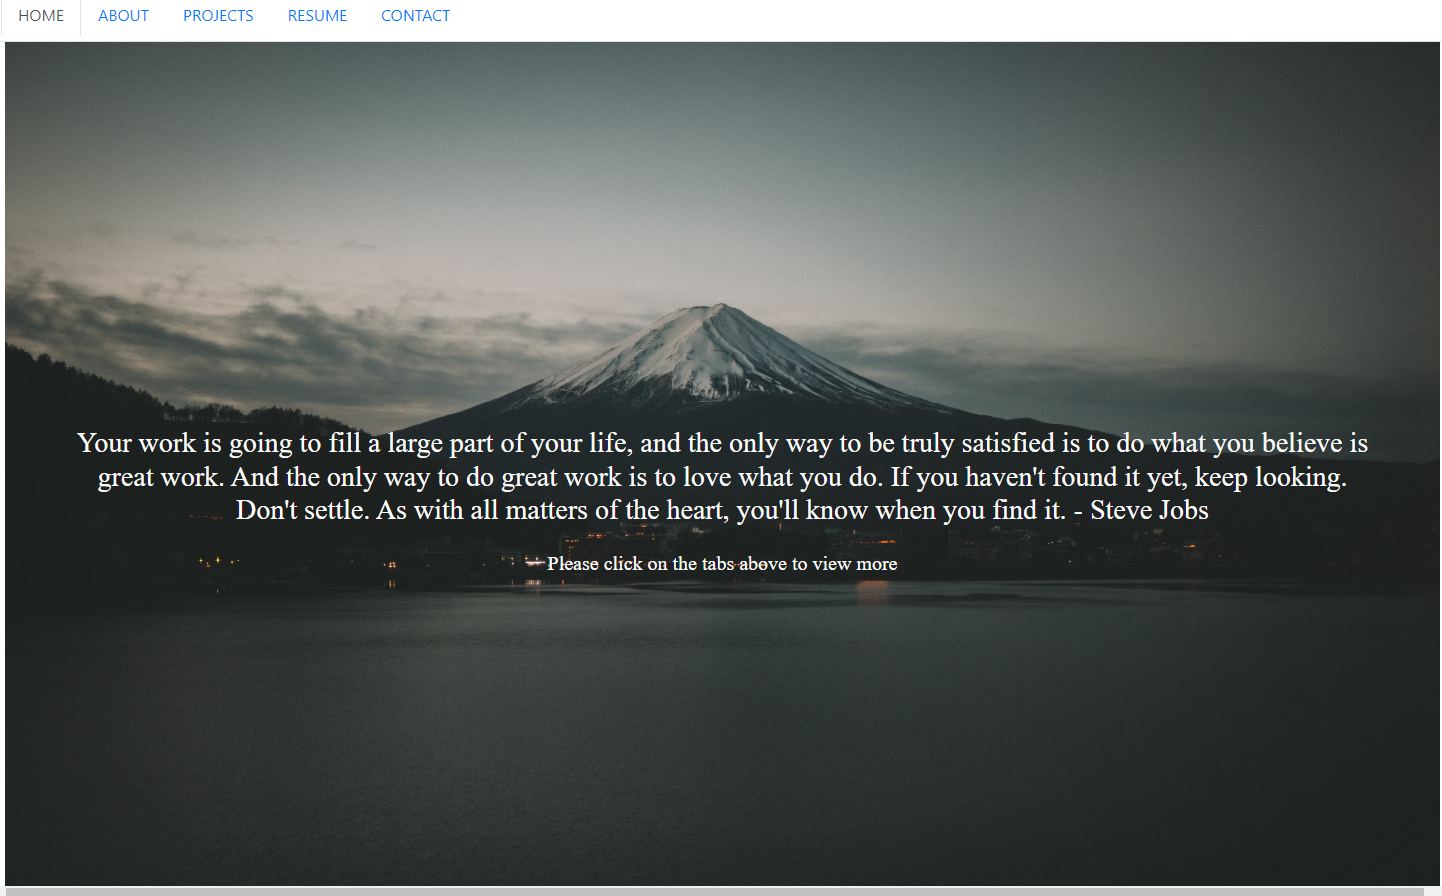 HOME ABOUT PROJECTS RESUME CONTACT
Your work is going to fill a large part of your life, and the only way to be truly satisfied is to do what you believe is
great work. And the only way to do great work is to love what you do. If you haven't found it yet, keep looking.
Don't settle. As with all matters of the heart, you'll know when you find it. - Steve Jobs
Please click on the tabs above to view more